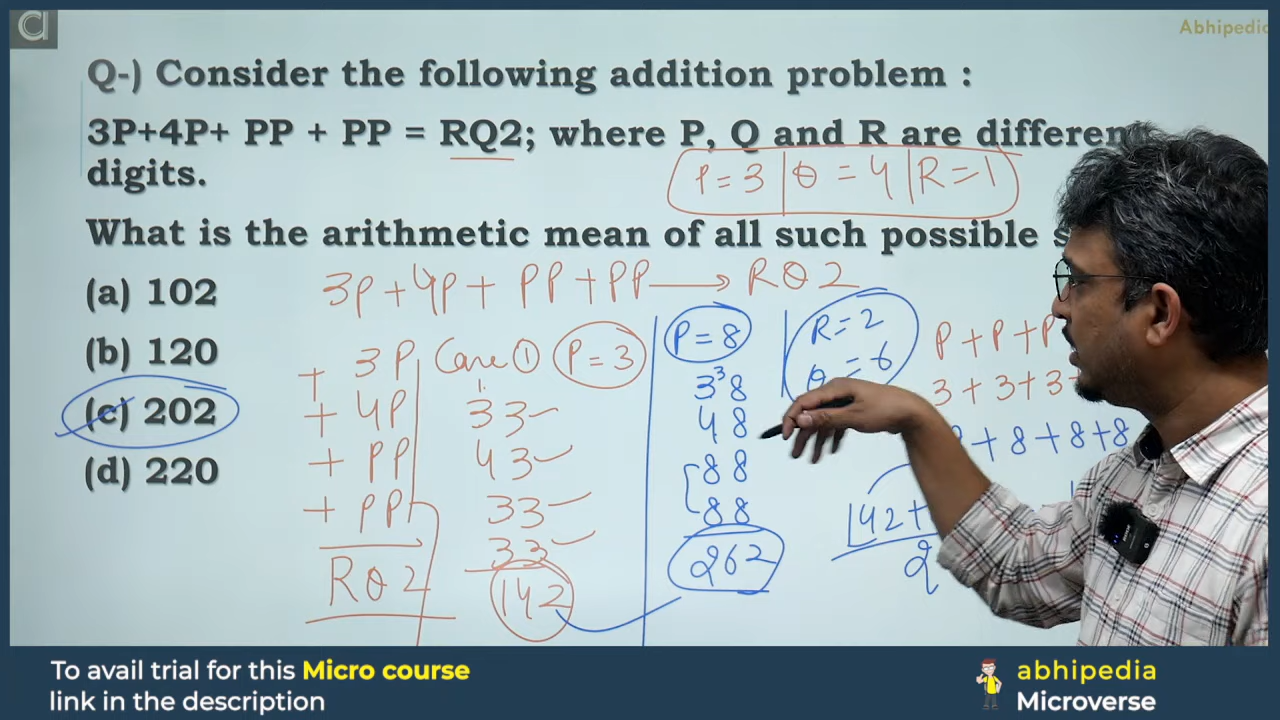 Abhipedia
Q-) Consider the following addition problem :
3P+4P+ PP + PP = RQ2; where P, Q and R are different
digits.
P = 3 | Q = 4 | R = 1
What is the arithmetic mean of all such possible
(a) 102
(b) 120
(c) 202
(d) 220
3P+4P+ PP+PP → RQ2
+ 3P
+ 4P
+ PP
+ PP
RQ2
Case ① P = 3
33
43
33
33
142
P = 8
3³8
48
88
88
262
R = 2
= 6
P + P + P
3 + 3 + 3
+ 8 + 8 + 8
142 +
2
To avail trial for this Micro course
link in the description
abhipedia
Microverse